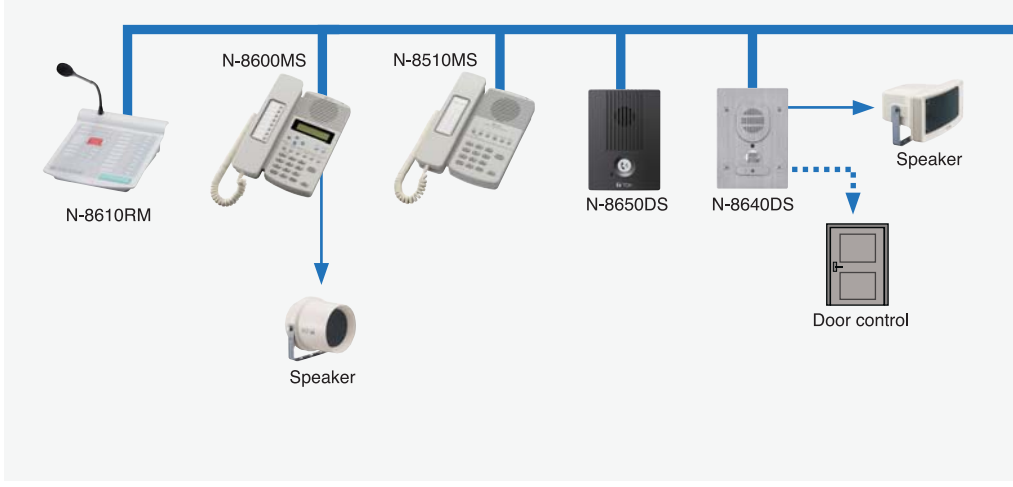 N-8600MS
N-8510MS
N-8610RM
N-8650DS
N-8640DS
Speaker
Door control
Speaker